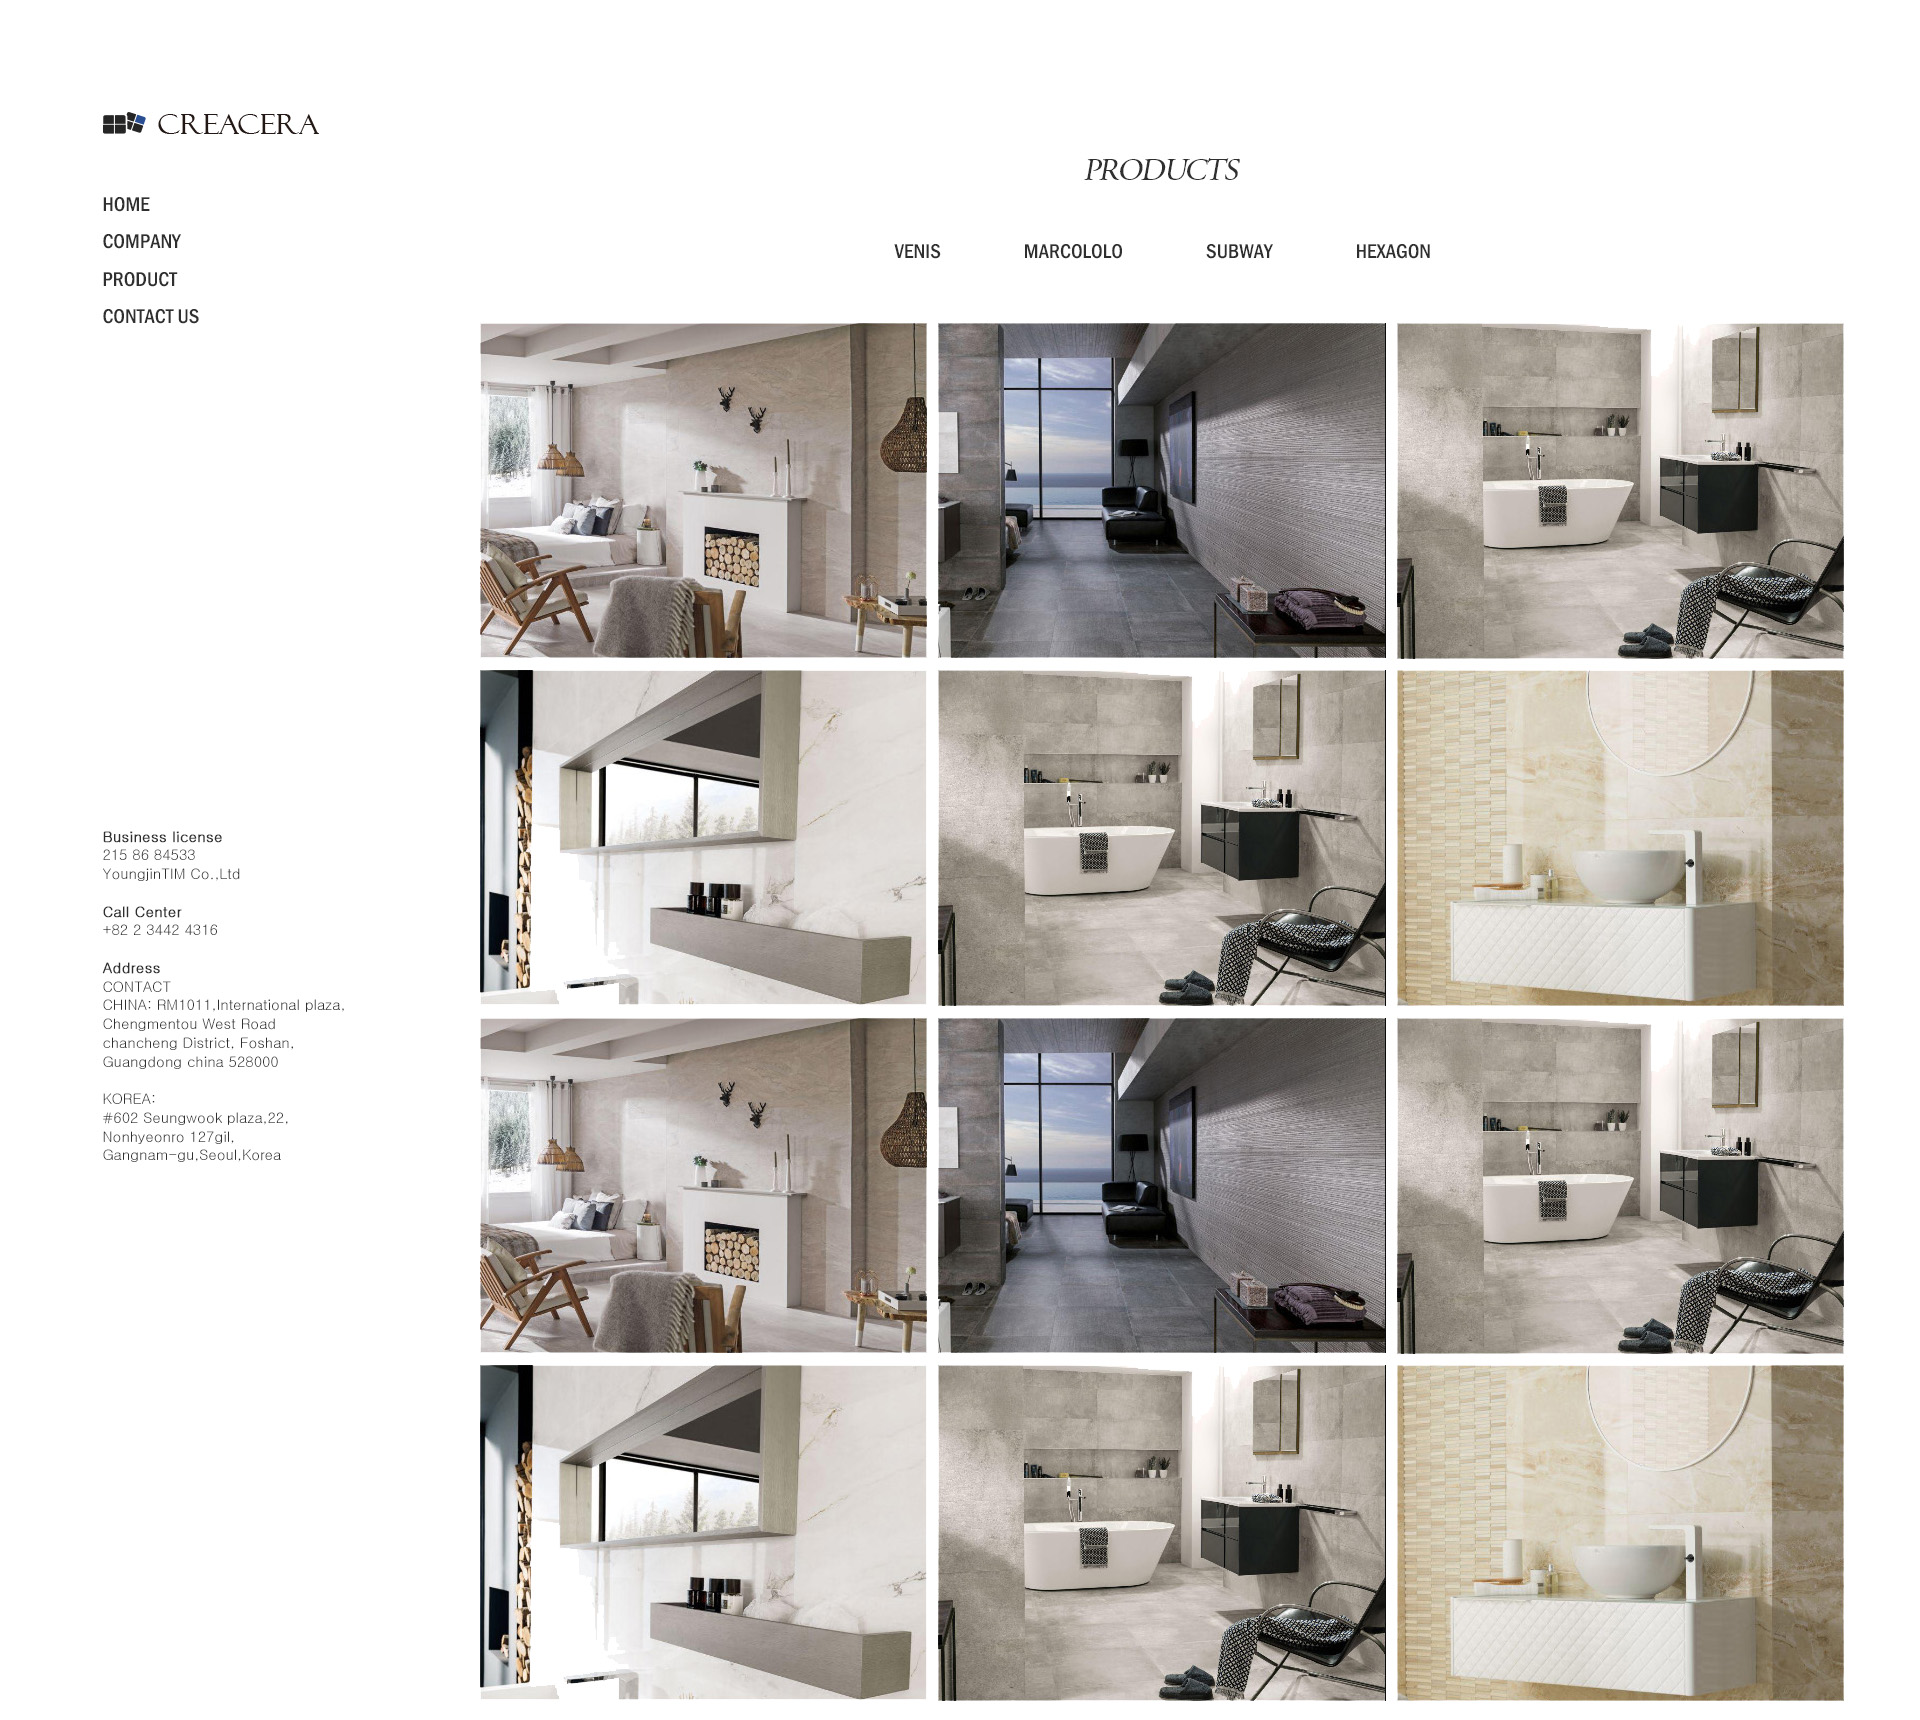 CREACERA
HOME
COMPANY
PRODUCT
CONTACT US
PRODUCTS
VENIS
MARCOLOLO
SUBWAY
HEXAGON
Business license
215 86 84533
YoungjinTIM Co.,Ltd
Call Center
+82 2 3442 4316
Address
CONTACT
CHINA: RM1011,International plaza,
Chengmentou West Road
chancheng District, Foshan,
Guangdong china 528000
KOREA:
#602 Seungwook plaza,22,
Nonhyeonro 127gil,
Gangnam-gu,Seoul,Korea